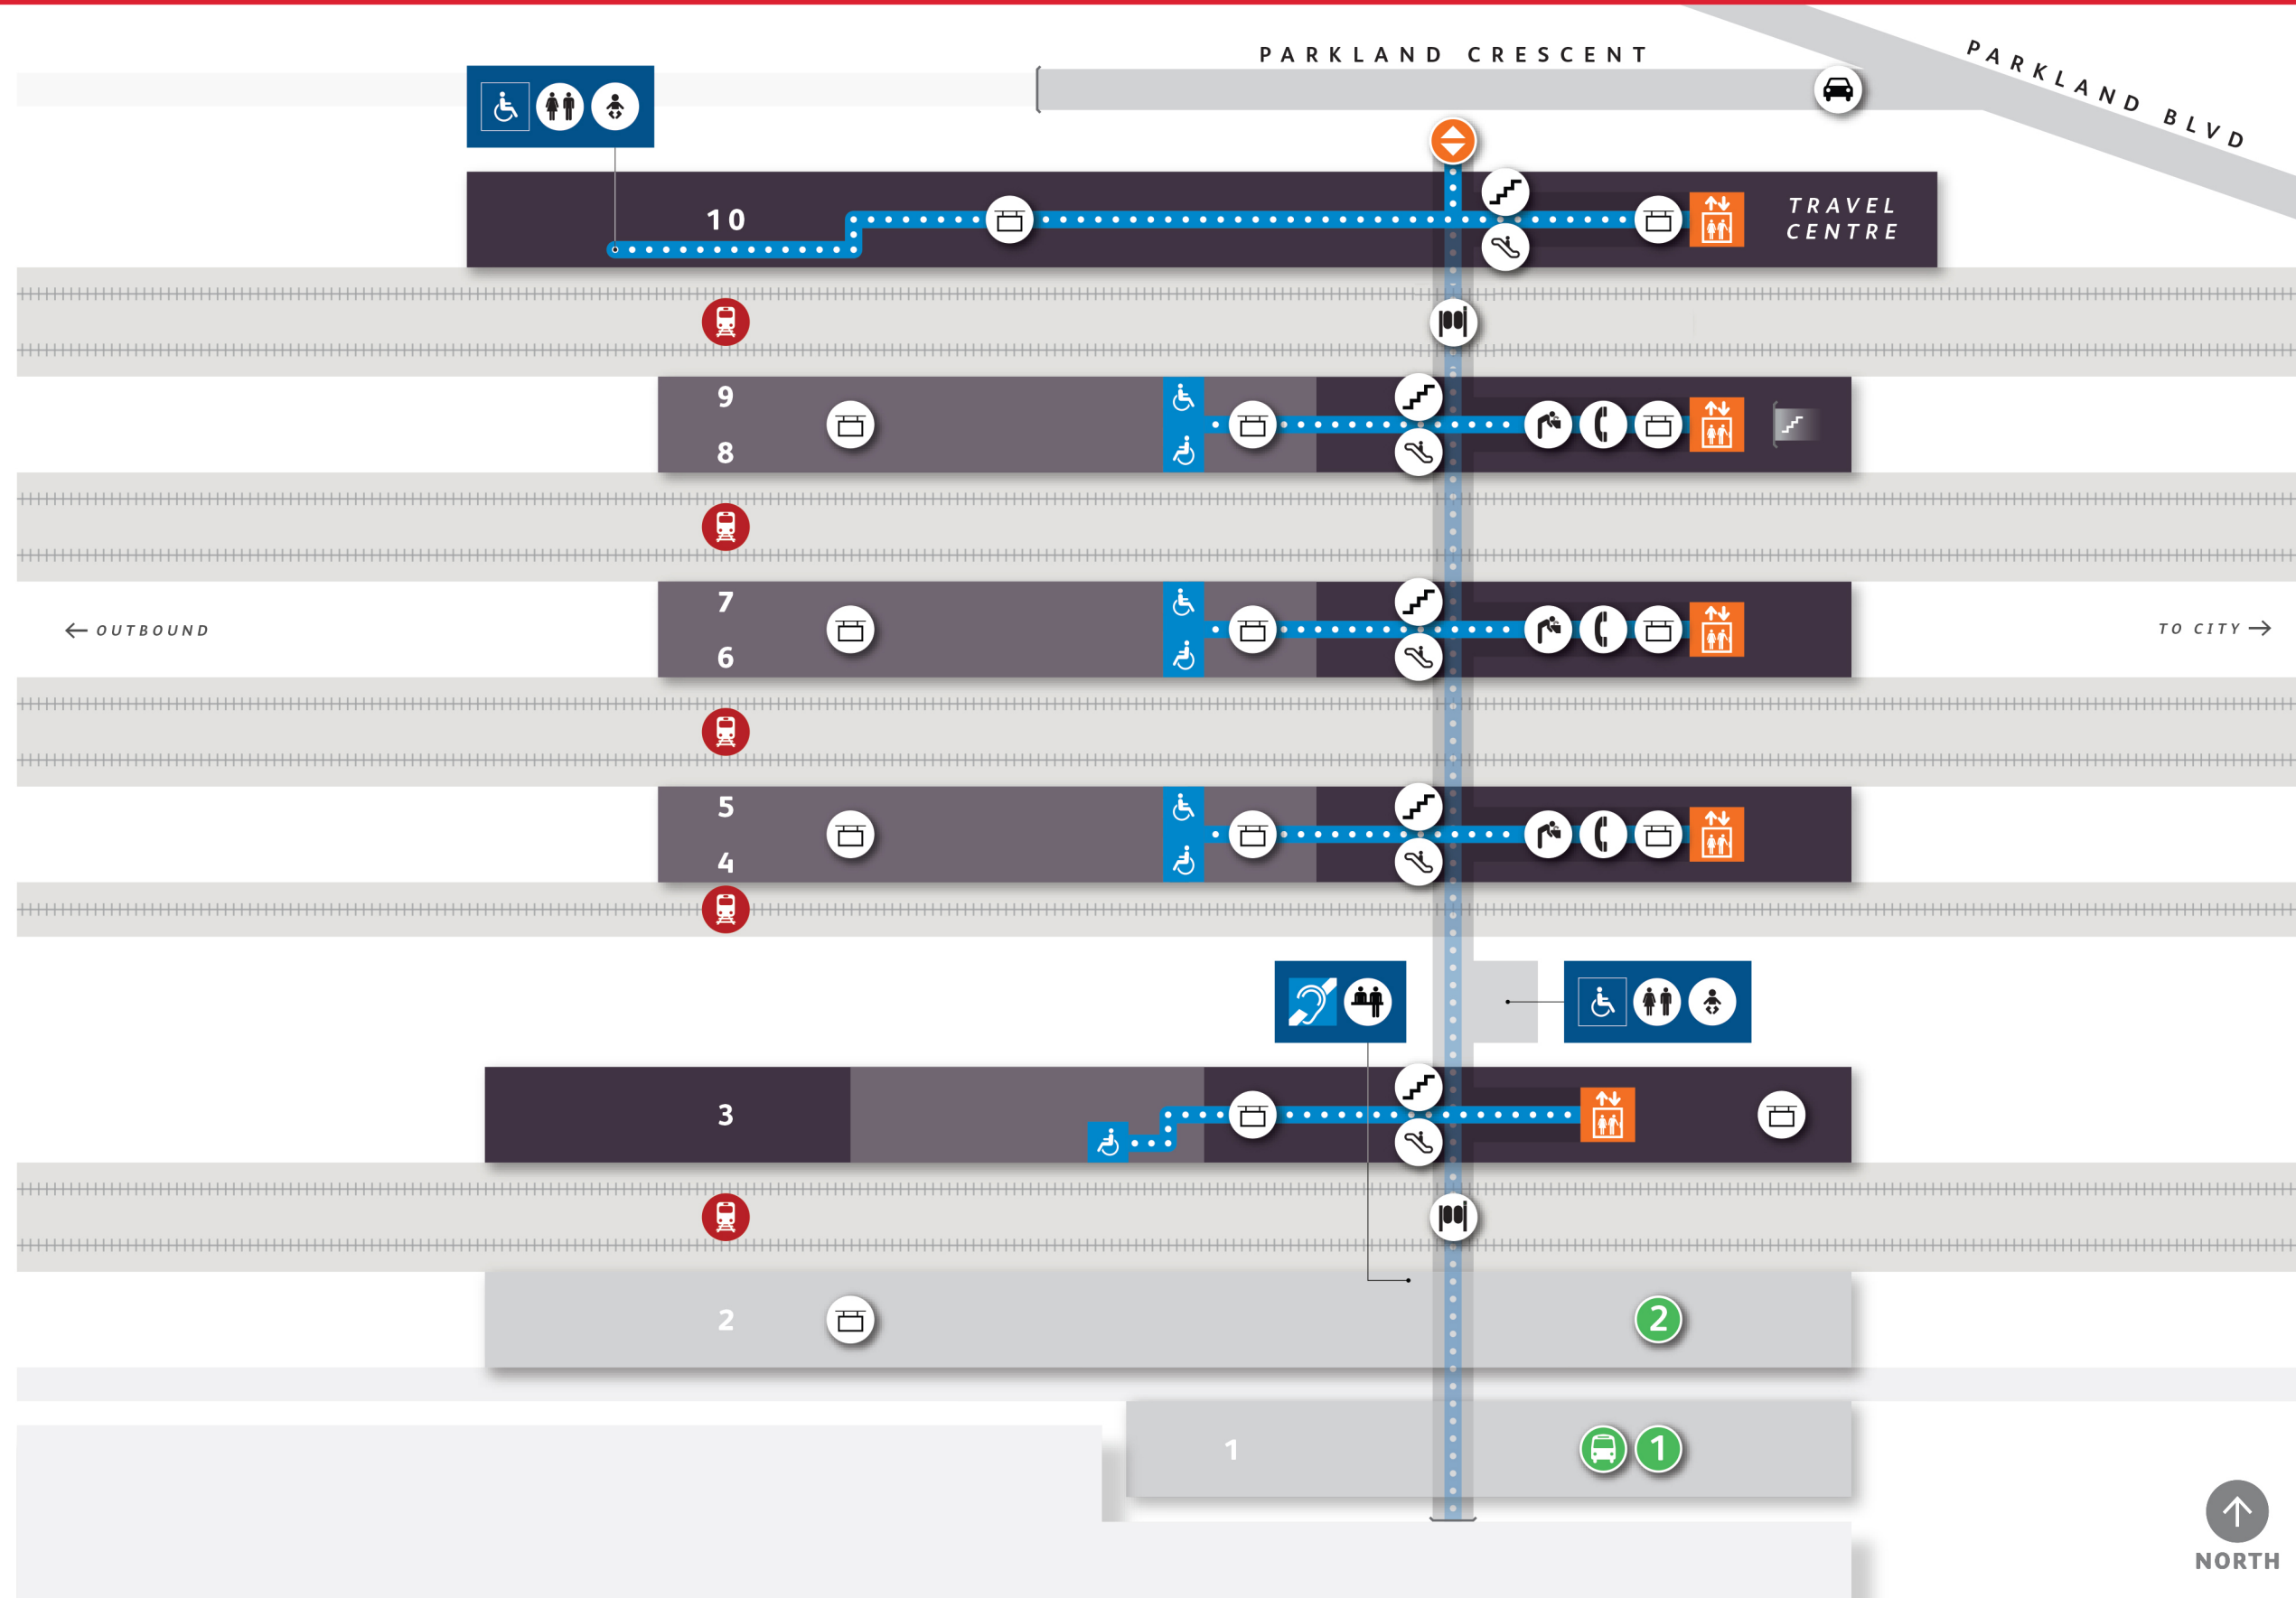 PARKLAND CRESCENT
PARKLAND BLVD
10
TRAVEL
CENTRE
9
8
7
← OUTBOUND
TO CITY →
6
5
4
3
2
2
1
1
NORTH